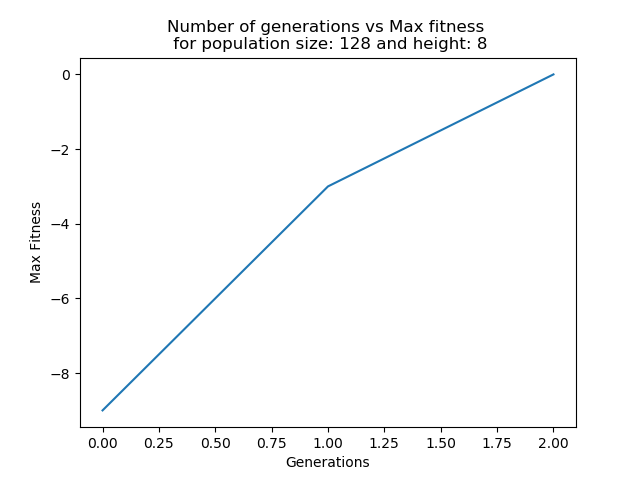 Number of generations vs Max fitness
for population size: 128 and height: 8
0
−2
−4
−6
−8
Max Fitness
0.00 0.25 0.50 0.75 1.00 1.25 1.50 1.75 2.00
Generations